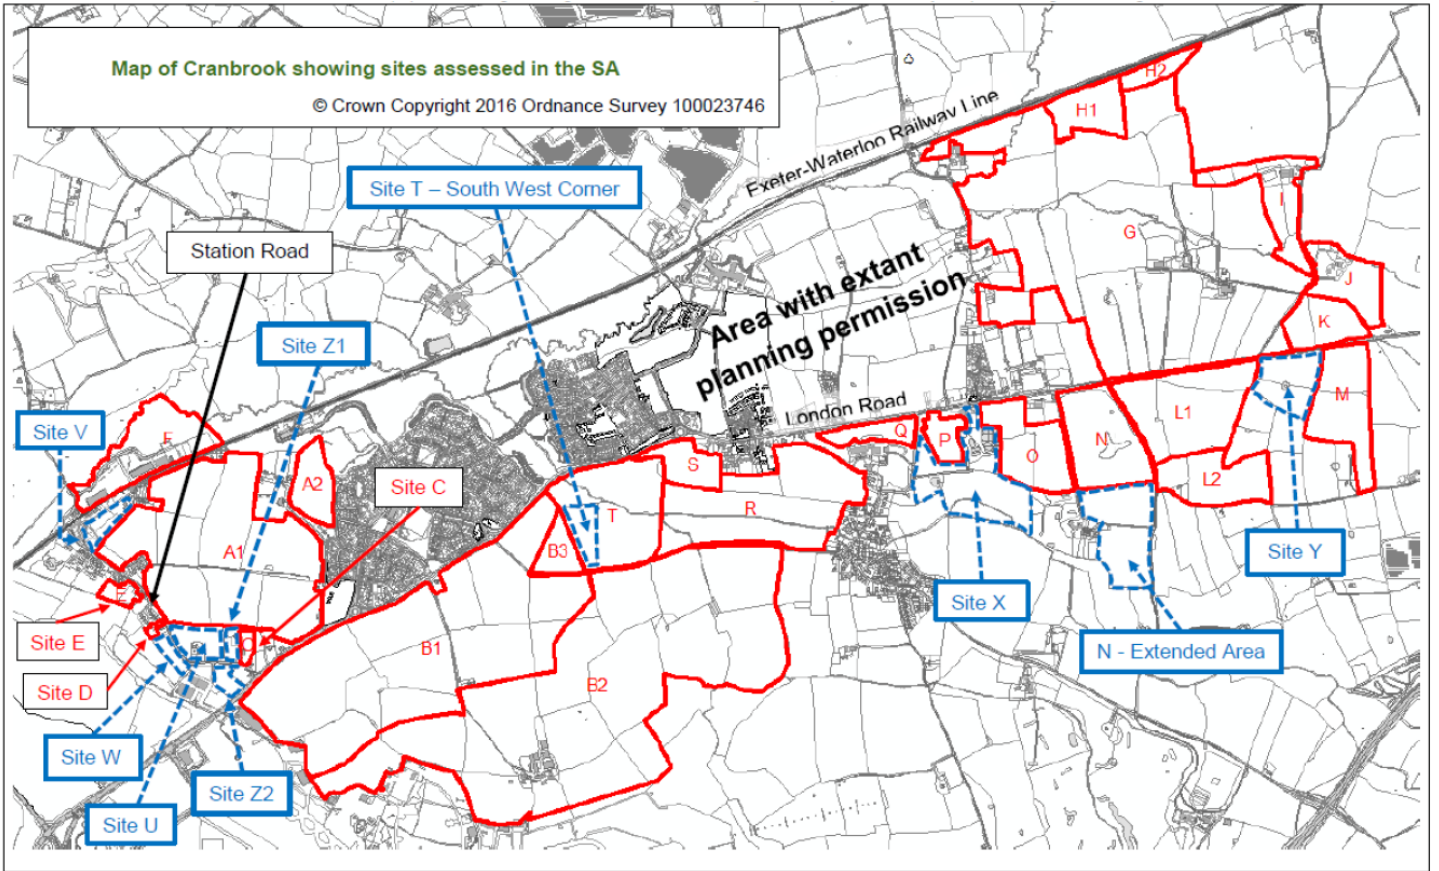 Map of Cranbrook showing sites assessed in the SA
© Crown Copyright 2016 Ordnance Survey 100023746
H2
H1
Exeter-Waterloo Railway Line
Site T – South West Corner
I
G
Station Road
J
Area with extant
planning permission
K
Site Z1
London Road
M
L1
Site V
F
Q
P
N
O
S
A2
Site C
L2
R
T
B3
A1
Site Y
E
Site X
Site E
C
B1
N - Extended Area
Site D
B2
Site W
Site Z2
Site U